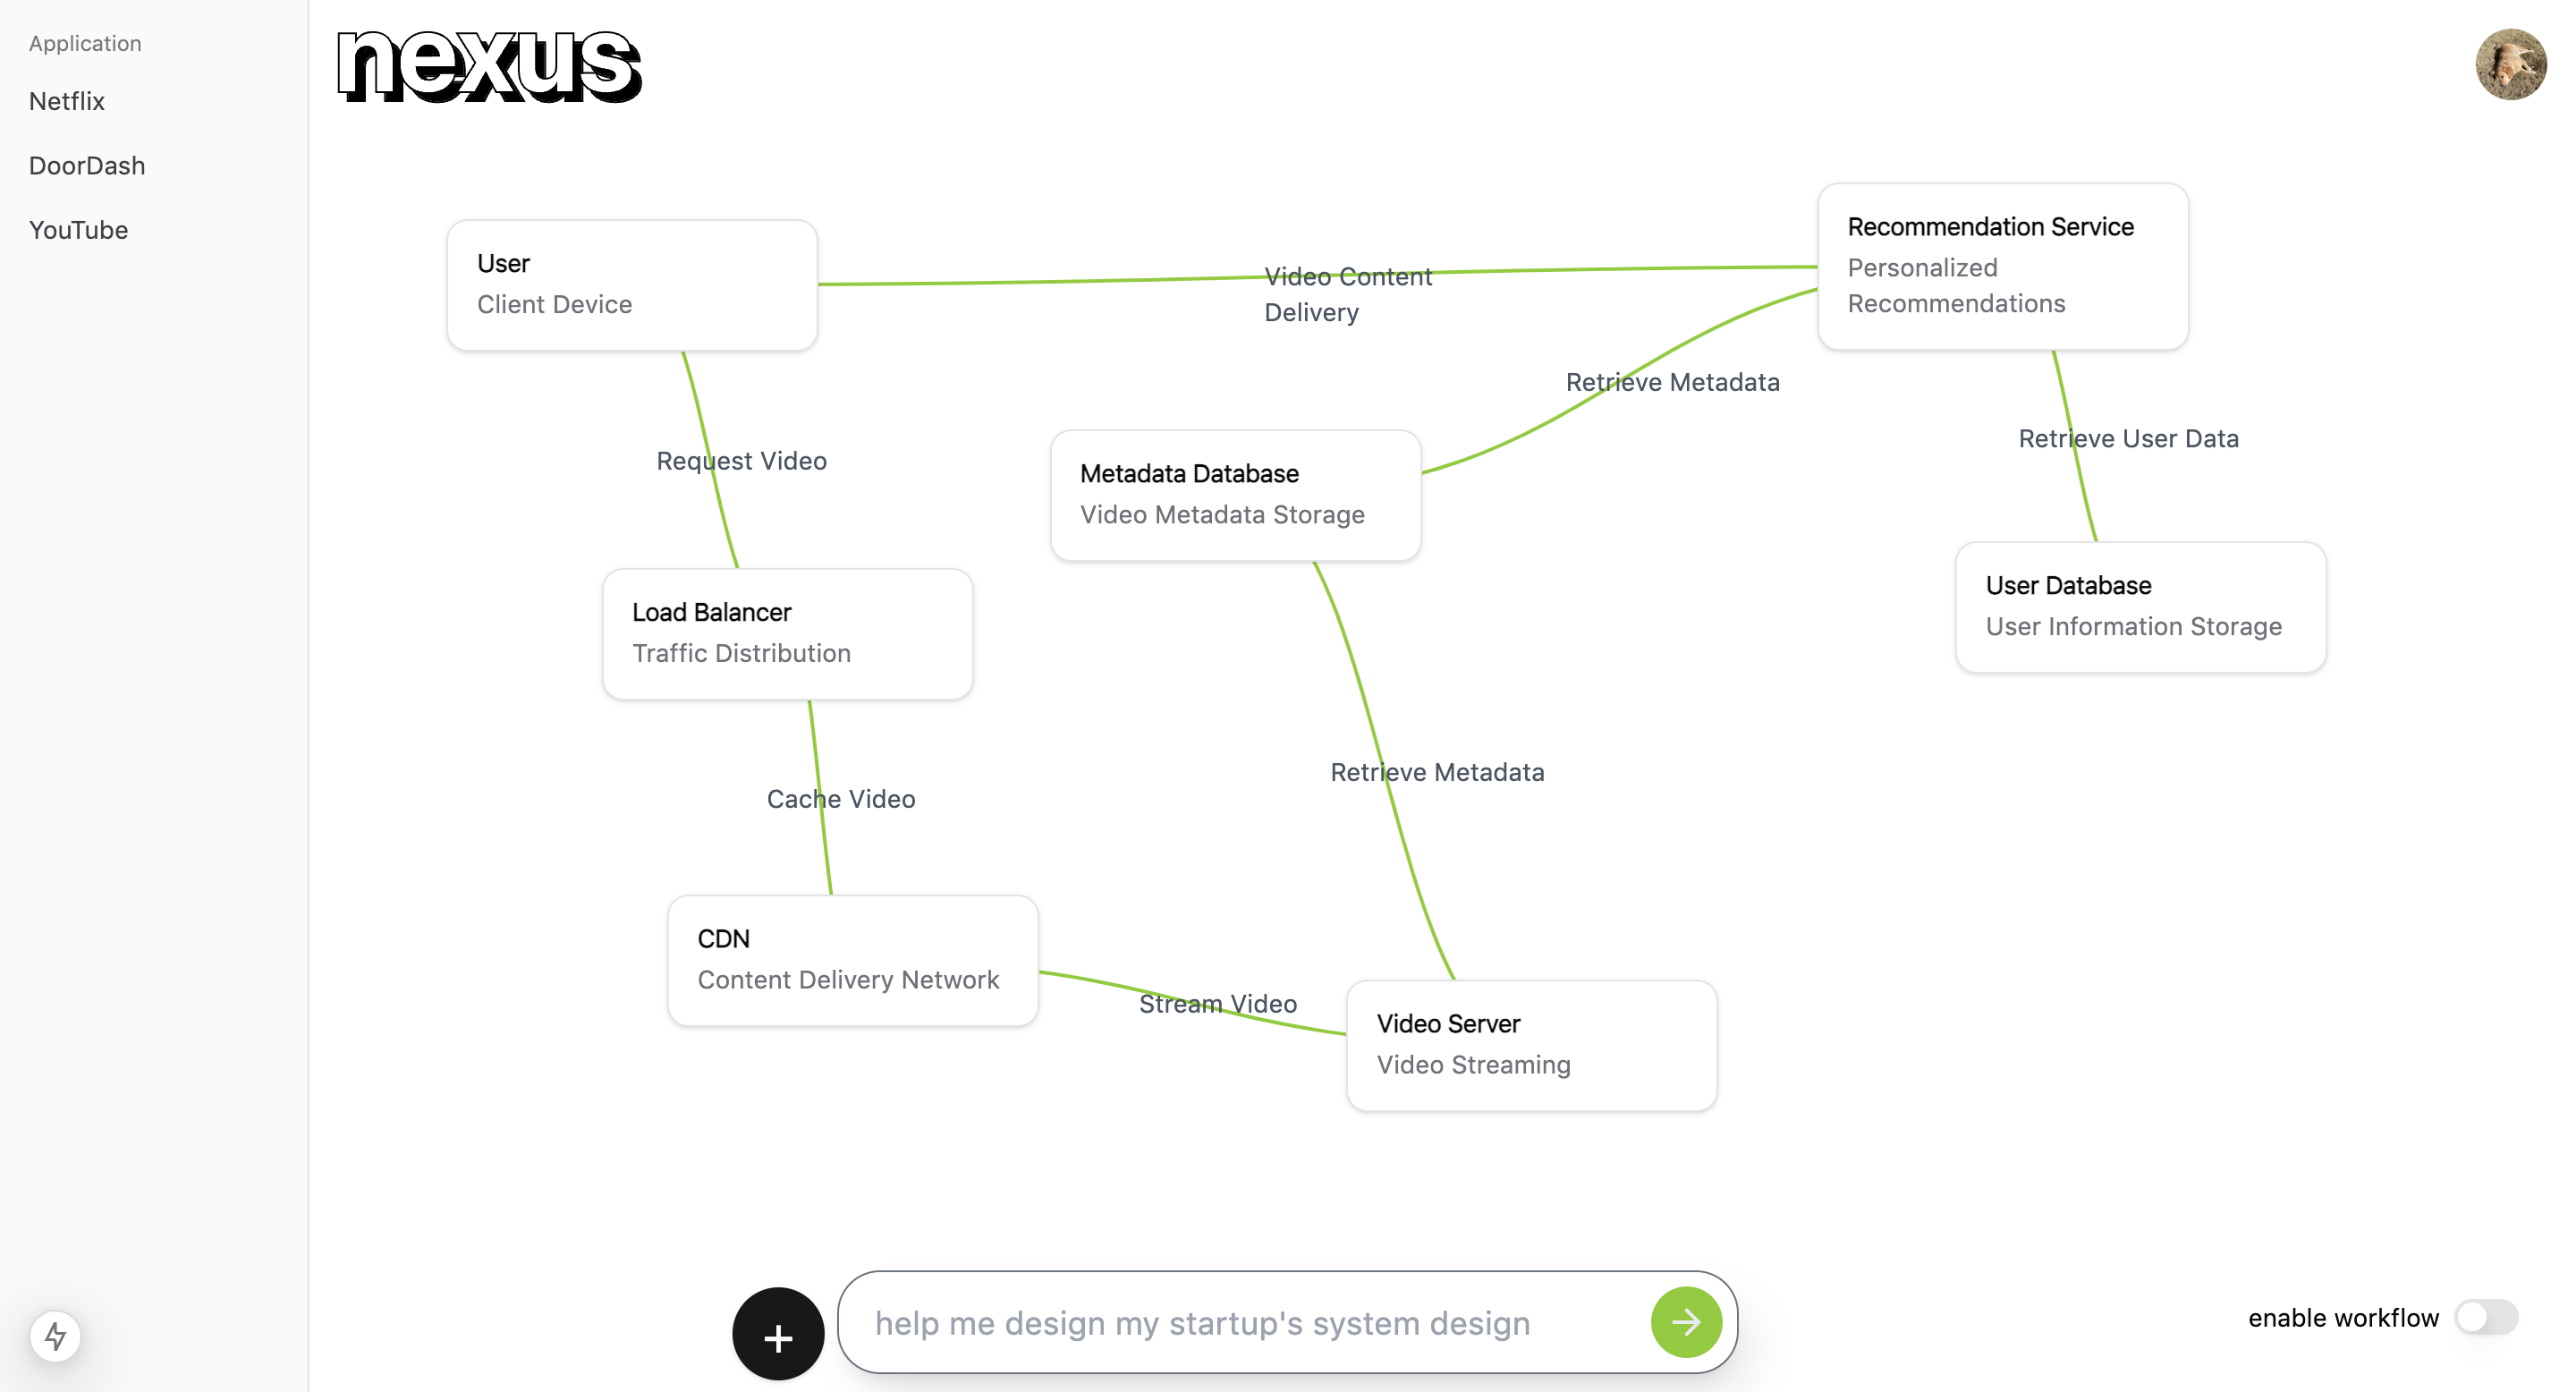 Application
Netflix
DoorDash
YouTube
nexus
User
Client Device
Video Content
Delivery
Recommendation Service
Personalized
Recommendations
Retrieve Metadata
Request Video
Retrieve User Data
Metadata Database
Video Metadata Storage
Load Balancer
Traffic Distribution
User Database
User Information Storage
Retrieve Metadata
Cache Video
CDN
Content Delivery Network
Stream Video
Video Server
Video Streaming
help me design my startup's system design
enable workflow